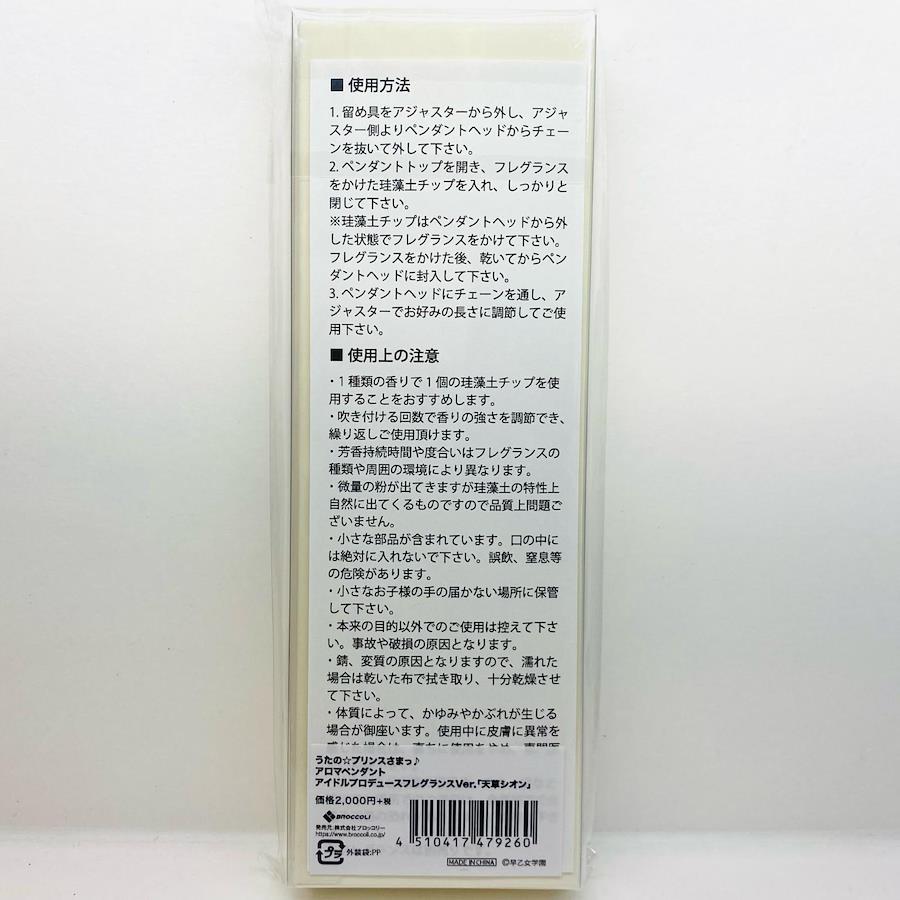 ■ 使用方法
1. 留め具をアジャスターから外し、アジャ
スター側よりペンダントヘッドからチェー
ンを抜いて外して下さい。
2. ペンダントトップを開き、フレグランス
をかけた珪藻土チップを入れ、しっかりと
閉じて下さい。
※珪藻土チップはペンダントヘッドから外
した状態でフレグランスをかけて下さい。
フレグランスをかけた後、乾いてからペン
ダントヘッドに封入して下さい。
3. ペンダントヘッドにチェーンを通し、ア
ジャスターでお好みの長さに調節してご使
用下さい。
■ 使用上の注意
・1 種類の香りで 1 個の珪藻土チップを使
用することをおすすめします。
・吹き付ける回数で香りの強さを調節でき、
繰り返しご使用頂けます。
・芳香持続時間や度合いはフレグランスの
種類や周囲の環境により異なります。
・微量の粉が出てきますが珪藻土の特性上
自然に出てくるものですので品質上問題ご
ざいません。
・小さな部品が含まれています。口の中に
は絶対に入れないで下さい。誤飲、窒息等
の危険があります。
・小さなお子様の手の届かない場所に保管
して下さい。
・本来の目的以外でのご使用は控えて下さ
い。事故や破損の原因となります。
・錆、変質の原因となりますので、濡れた
場合は乾いた布で拭き取り、十分乾燥させ
て下さい。
・体質によって、かゆみやかぶれが生じる
場合が御座います。使用中に皮膚に異常を
うたの☆プリンスさまっ♪
アロマペンダント
アイドルプロデュースフレグランスVer.「天草シオン」
価格2,000円+税
BROCCOLI
発売元:株式会社ブロッコリー
https://www.broccoli.co.jp/
プラ 外装袋:PP
4 510417 479260
MADE IN CHINA
©早乙女学園